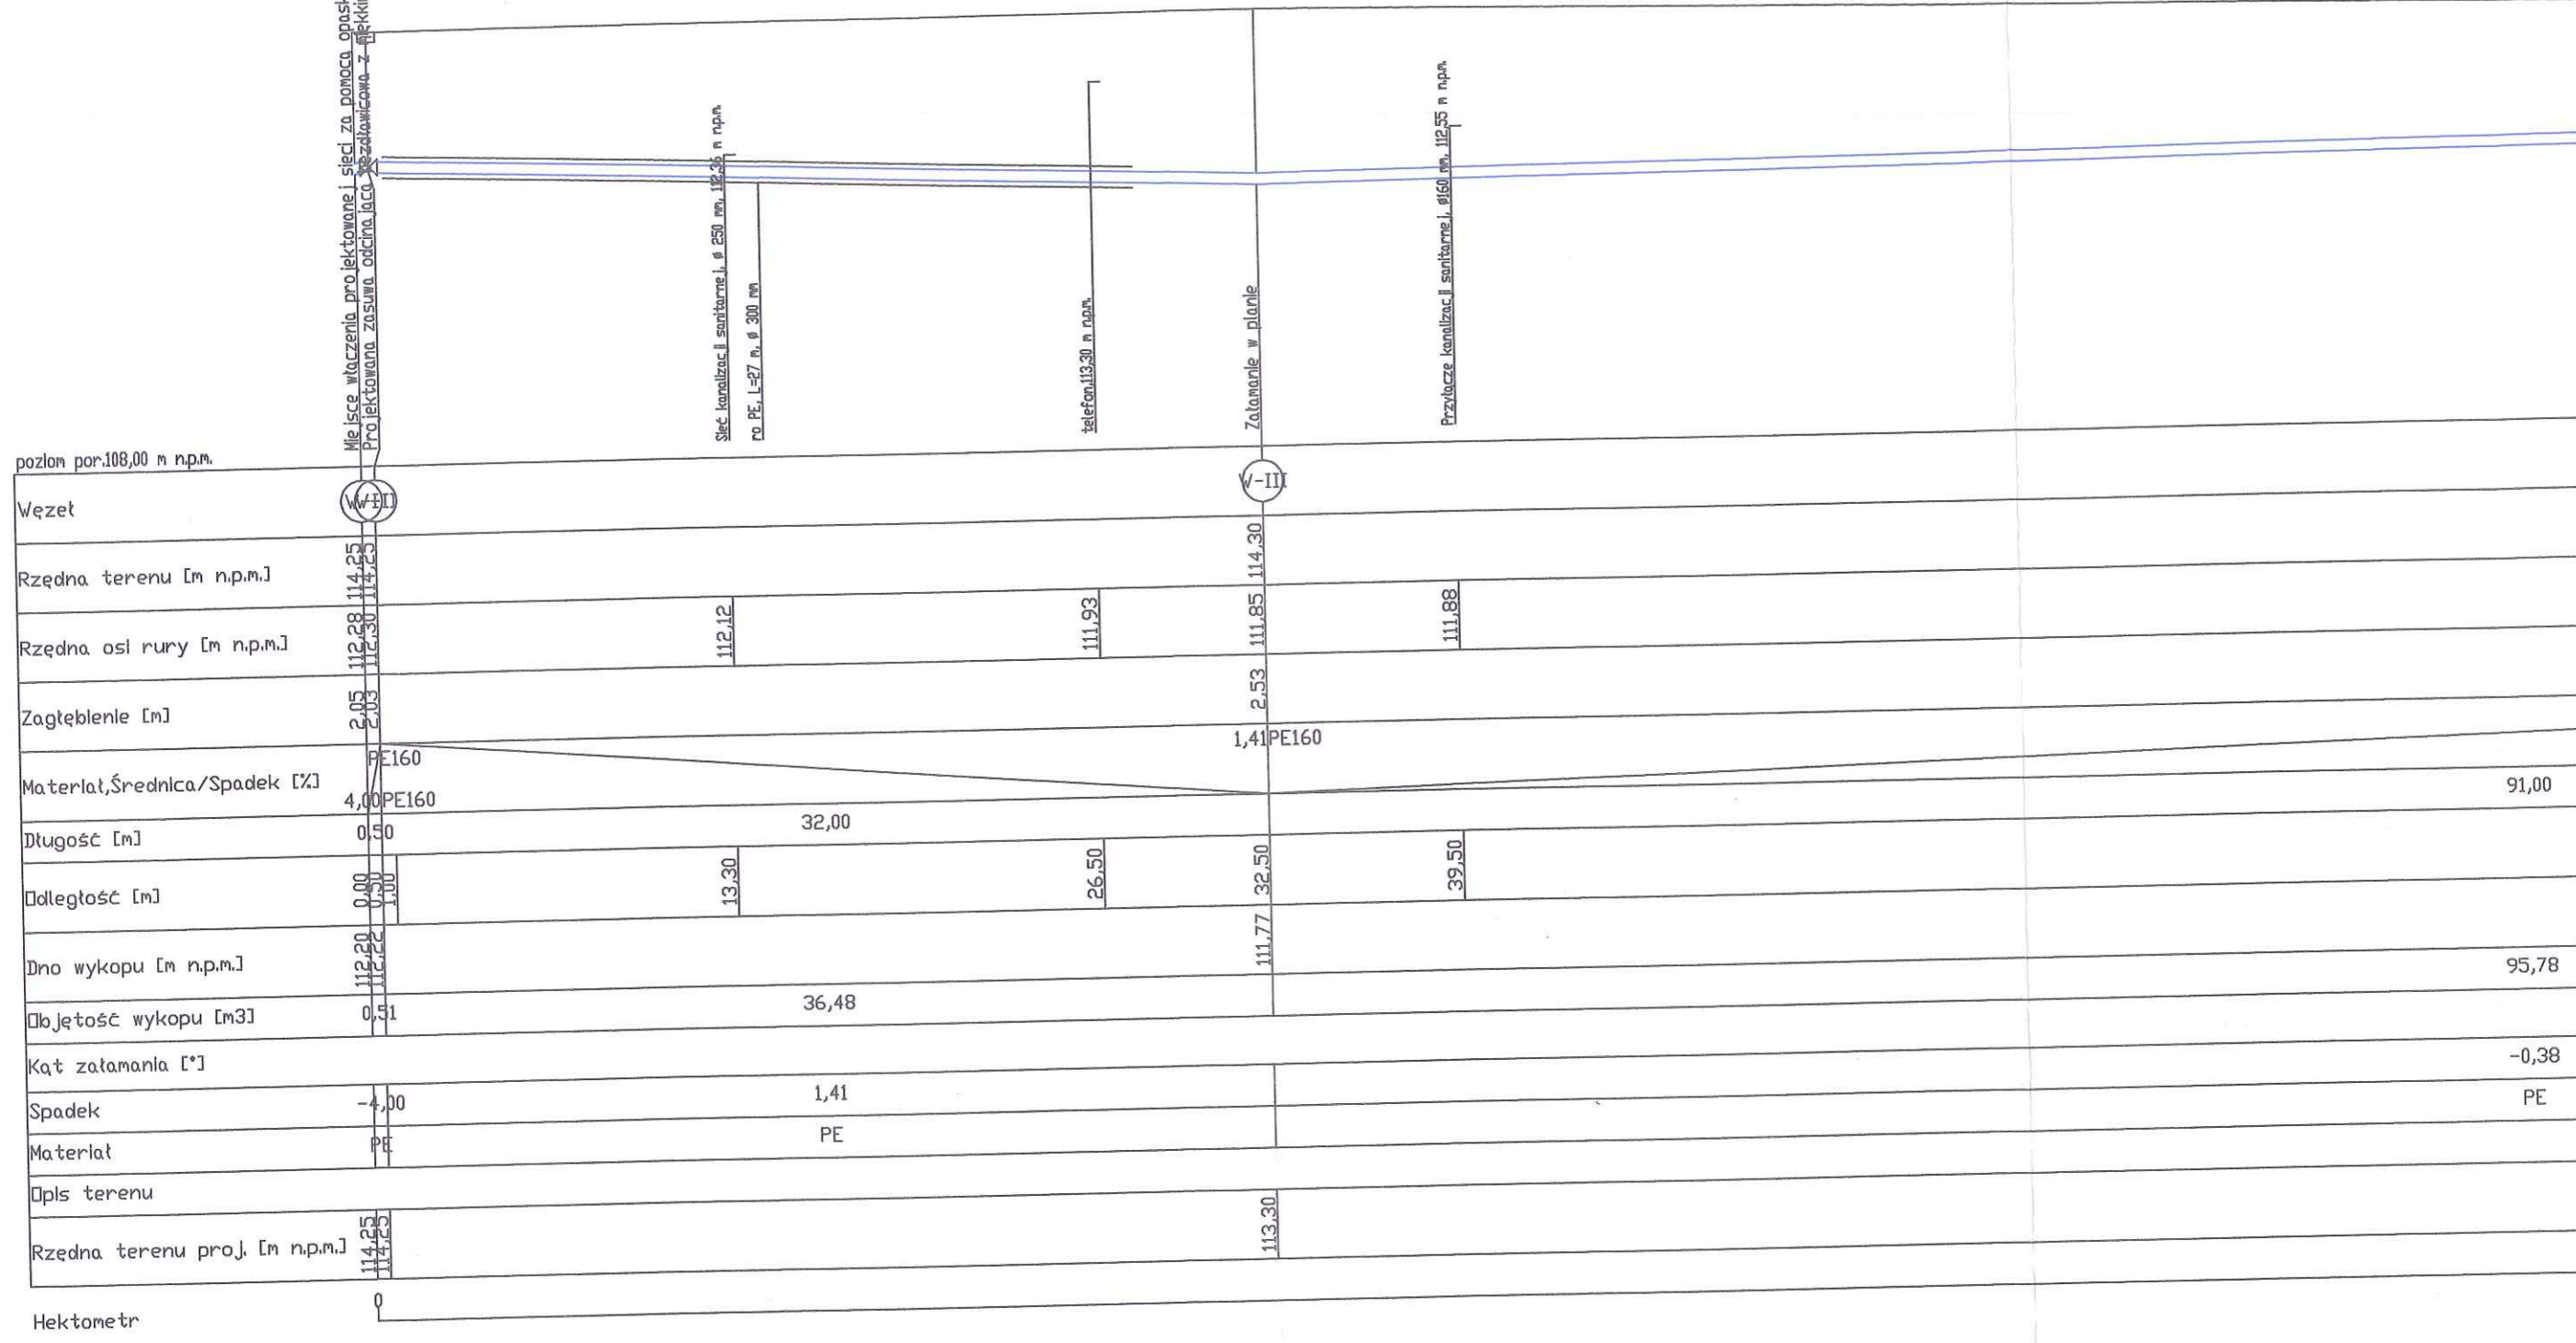 Miejsce włączenia projektowanej sieci za pomocą
Projektowana zasuwa odcinająca bezdławicowa z
Sieć kanalizacji sanitarnej, ø 250 mm, 112,36 m n.p.m.
ro PE, L=27 m, ø 300 mm
telefon,113,30 m n.p.m.
Załamanie w planie
Przyłącze kanalizacji sanitarnej, ø160 mm, 112,55 m n.p.m.
poziom por.108,00 m n.p.m.
Węzeł W-II W-III
Rzędna terenu [m n.p.m.] 114,25 114,25 114,30
Rzędna osi rury [m n.p.m.] 112,28 112,30 112,12 111,93 111,85 111,88
Zagłębienie [m] 2,05 2,03 2,53
PE160 1,41 PE160
Materiał,Średnica/Spadek [%] 4,00 PE160
Długość [m] 0,50 32,00 91,00
Odległość [m] 0,00 0,50 1,00 13,30 26,50 32,50 39,50
Dno wykopu [m n.p.m.] 112,20 112,22 111,77
Objętość wykopu [m3] 0,51 36,48 95,78
Kąt załamania [°]
Spadek -4,00 1,41 -0,38
Materiał PE PE PE
Opis terenu
Rzędna terenu proj. [m n.p.m.] 114,25 114,25 113,30
Hektometr 0